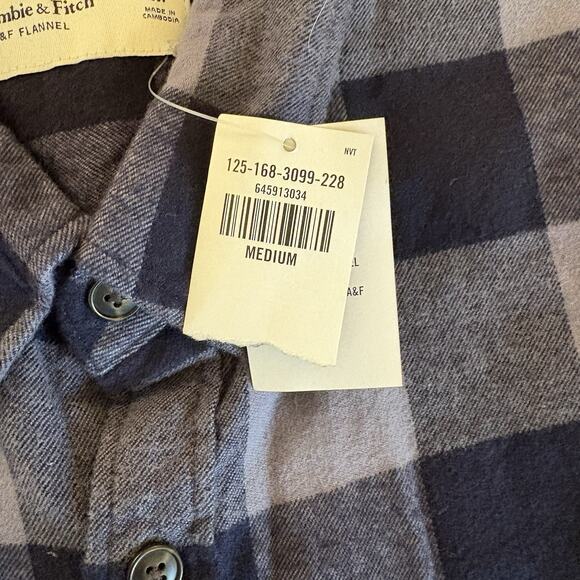 mbie & Fitch
&F FLANNEL
MADE IN
CAMBODIA
NVT
125-168-3099-228
645913034
MEDIUM
L
A&F